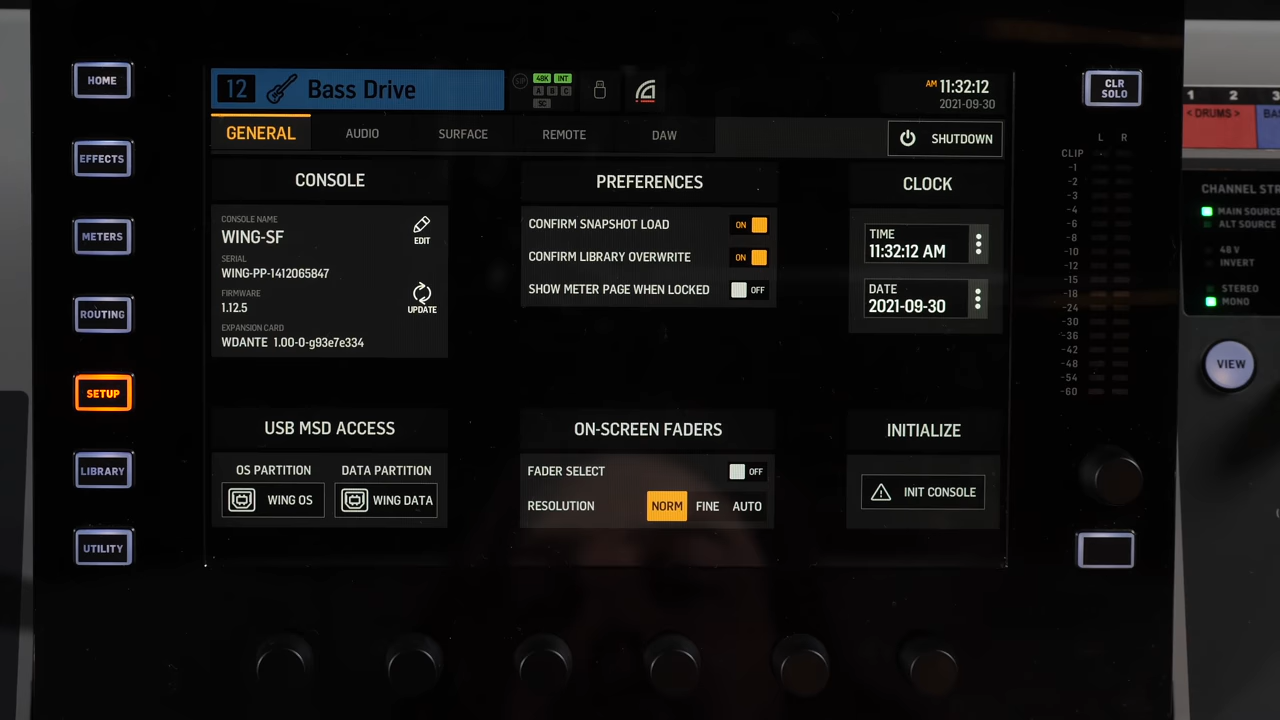 HOME
EFFECTS
METERS
ROUTING
SETUP
LIBRARY
UTILITY
12 Bass Drive
S/P 48K INT
A B C
SC
AM 11:32:12
2021-09-30
GENERAL AUDIO SURFACE REMOTE DAW SHUTDOWN
CONSOLE
CONSOLE NAME
WING-SF
EDIT
SERIAL
WING-PP-1412065847
FIRMWARE
1.12.5
UPDATE
EXPANSION CARD
WDANTE 1.00-0-g93e7e334
PREFERENCES
CONFIRM SNAPSHOT LOAD ON
CONFIRM LIBRARY OVERWRITE ON
SHOW METER PAGE WHEN LOCKED OFF
CLOCK
TIME
11:32:12 AM
DATE
2021-09-30
USB MSD ACCESS
OS PARTITION DATA PARTITION
WING OS WING DATA
ON-SCREEN FADERS
FADER SELECT OFF
RESOLUTION NORM FINE AUTO
INITIALIZE
INIT CONSOLE
CLR
SOLO
L R
CLIP
-1
-2
-3
-4
-6
-8
-10
-12
-15
-18
-24
-30
-36
-42
-48
-54
-60
1 2 3
< DRUMS >
CHANNEL STR
MAIN SOURCE
ALT SOURCE
48 V
INVERT
STEREO
MONO
VIEW